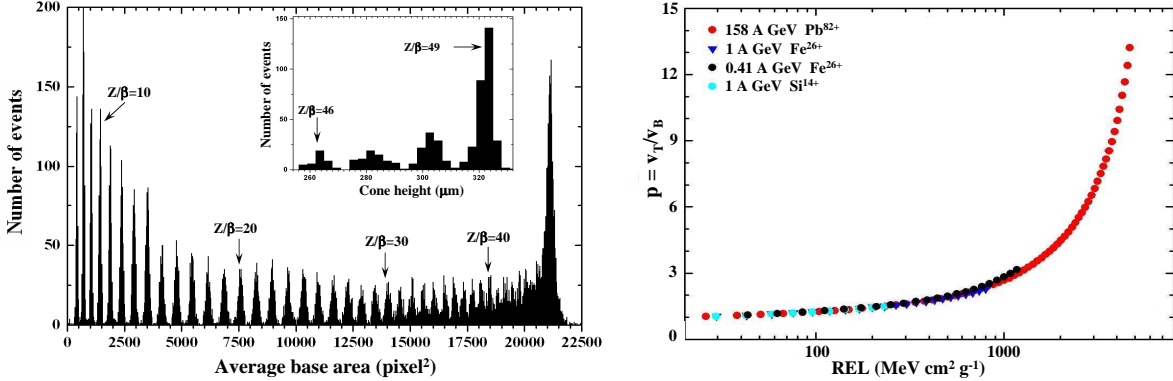 200
150
100
50
0
Number of events
0 2500 5000 7500 10000 12500 15000 17500 20000 22500
Average base area (pixel²)
Z/β=10
Z/β=20
Z/β=30
Z/β=40
150
100
50
0
Number of events
260 280 300 320
Cone height (μm)
Z/β=46
Z/β=49
15
12
9
6
3
0
p = vT/vB
158 A GeV Pb⁸²⁺
1 A GeV Fe²⁶⁺
0.41 A GeV Fe²⁶⁺
1 A GeV Si¹⁴⁺
100 1000
REL (MeV cm² g⁻¹)